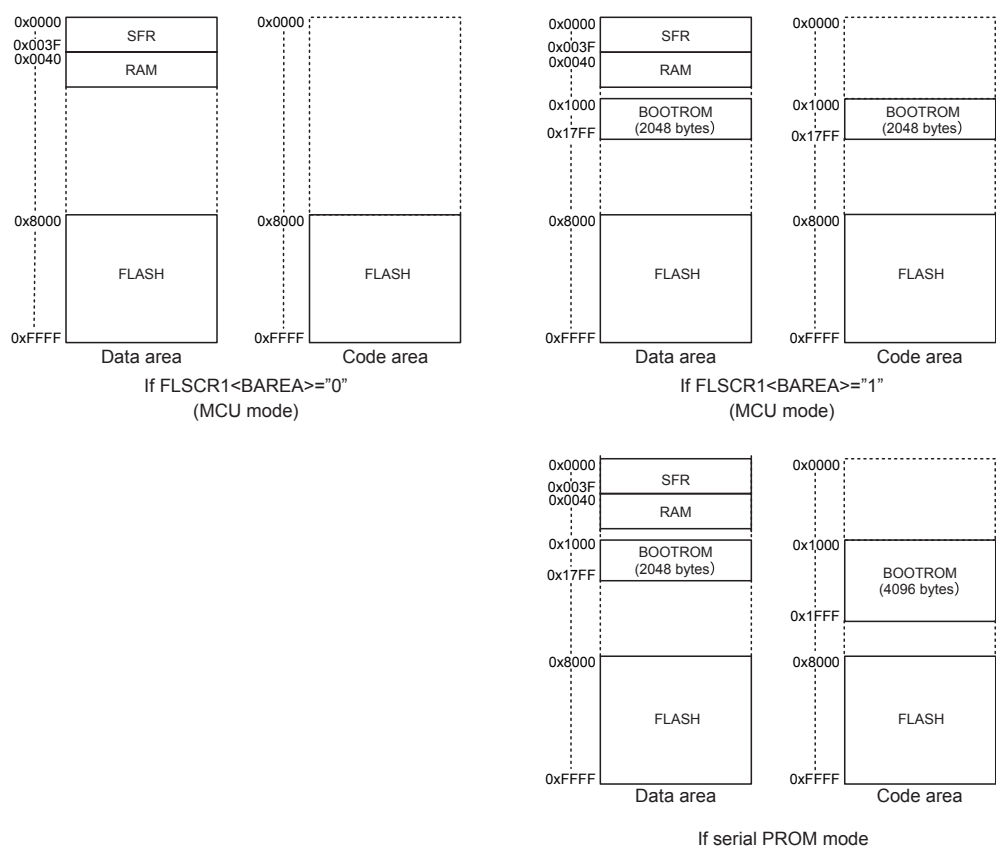 0x0000
SFR
0x003F
0x0040
RAM
0x8000
FLASH
0xFFFF
Data area
0x0000
0x8000
FLASH
0xFFFF
Code area
If FLSCR1<BAREA>="0"
(MCU mode)
0x0000
SFR
0x003F
0x0040
RAM
0x1000
BOOTROM
(2048 bytes)
0x17FF
0x8000
FLASH
0xFFFF
Data area
0x0000
0x1000
BOOTROM
(2048 bytes)
0x17FF
0x8000
FLASH
0xFFFF
Code area
If FLSCR1<BAREA>="1"
(MCU mode)
0x0000
SFR
0x003F
0x0040
RAM
0x1000
BOOTROM
(2048 bytes)
0x17FF
0x8000
FLASH
0xFFFF
Data area
0x0000
0x1000
BOOTROM
(4096 bytes)
0x1FFF
0x8000
FLASH
0xFFFF
Code area
If serial PROM mode